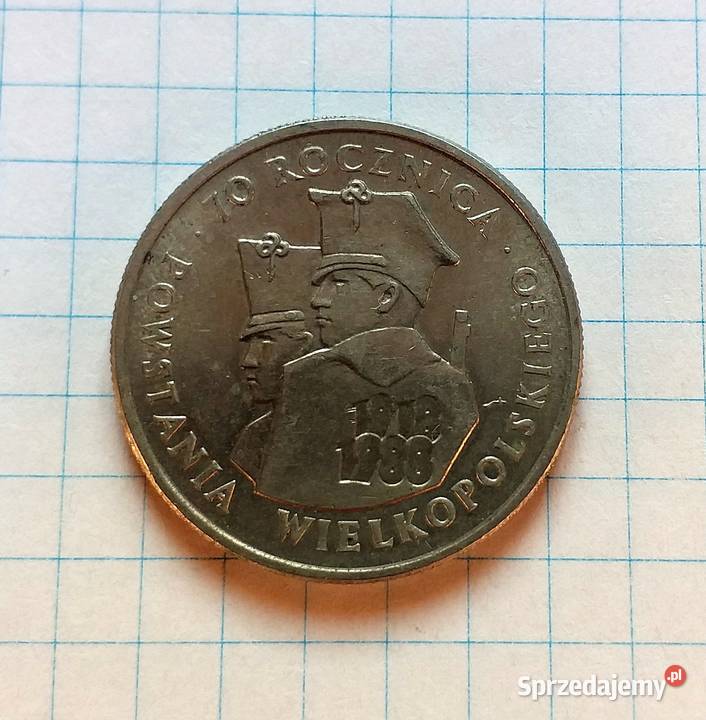 · 70 ROCZNICA ·
POWSTANIA WIELKOPOLSKIEGO
1918
1988
Sprzedajemy.pl